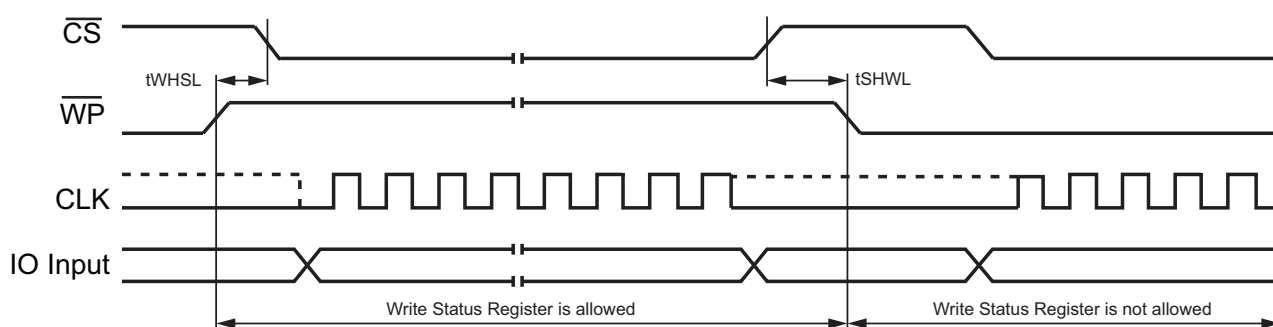 CS
tWHSL
tSHWL
WP
CLK
IO Input
Write Status Register is allowed
Write Status Register is not allowed